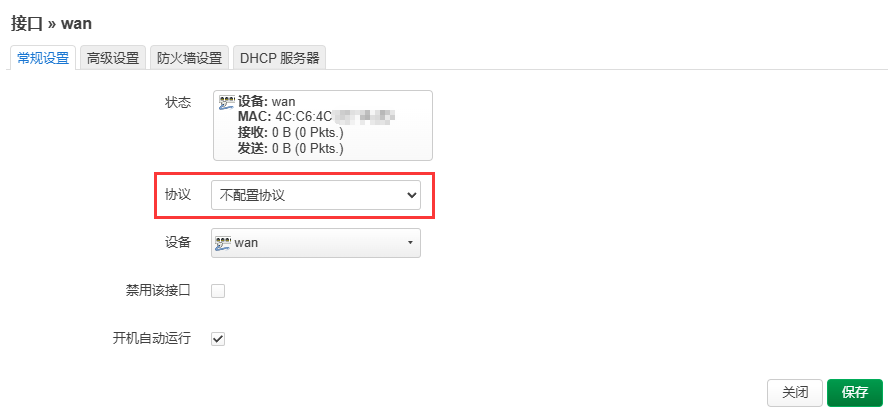 接口 » wan
常规设置 高级设置 防火墙设置 DHCP 服务器
状态
设备: wan
MAC: 4C:C6:4C
接收: 0 B (0 Pkts.)
发送: 0 B (0 Pkts.)
协议 不配置协议
设备 wan
禁用该接口
开机自动运行
关闭 保存